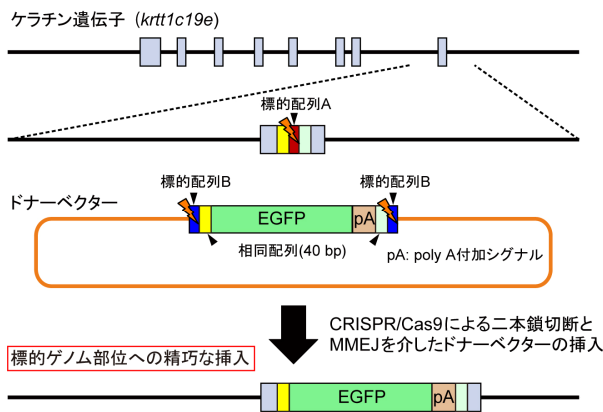 ケラチン遺伝子 (krtt1c19e)
標的配列A
標的配列B
標的配列B
ドナーベクター
EGFP
pA
相同配列(40 bp)
pA: poly A付加シグナル
CRISPR/Cas9による二本鎖切断と
MMEJを介したドナーベクターの挿入
標的ゲノム部位への精巧な挿入
EGFP
pA